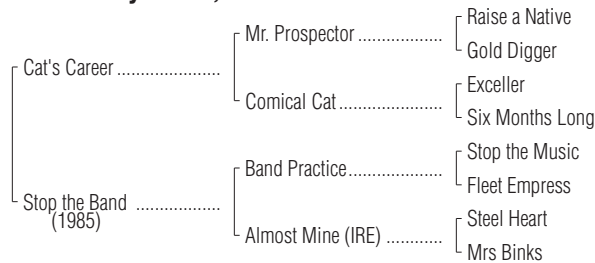 Raise a Native
Mr. Prospector ..................
Gold Digger
Cat's Career ......................
Exceller
Comical Cat ......................
Six Months Long
Stop the Music
Band Practice....................
Fleet Empress
Stop the Band ..................
(1985)
Steel Heart
Almost Mine (IRE) ............
Mrs Binks